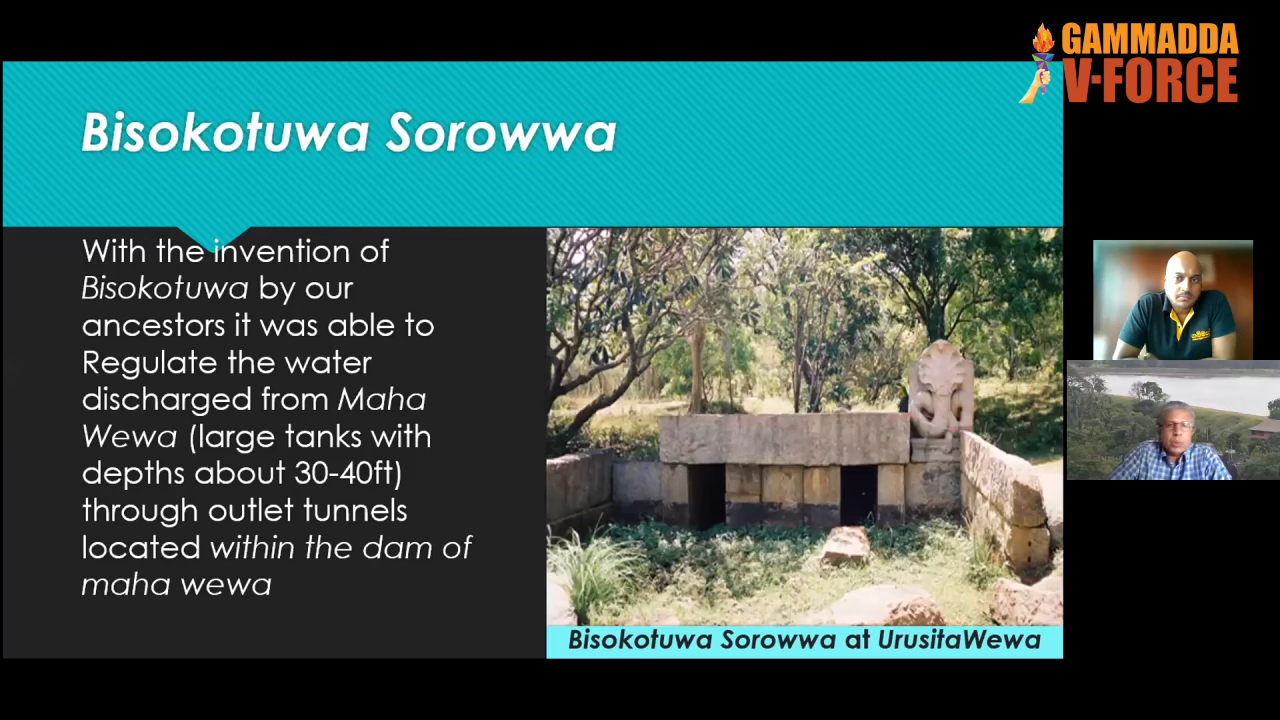 GAMMADDA
V-FORCE
Bisokotuwa Sorowwa
With the invention of
Bisokotuwa by our
ancestors it was able to
Regulate the water
discharged from Maha
Wewa (large tanks with
depths about 30-40ft)
through outlet tunnels
located within the dam of
maha wewa
Bisokotuwa Sorowwa at UrusitaWewa